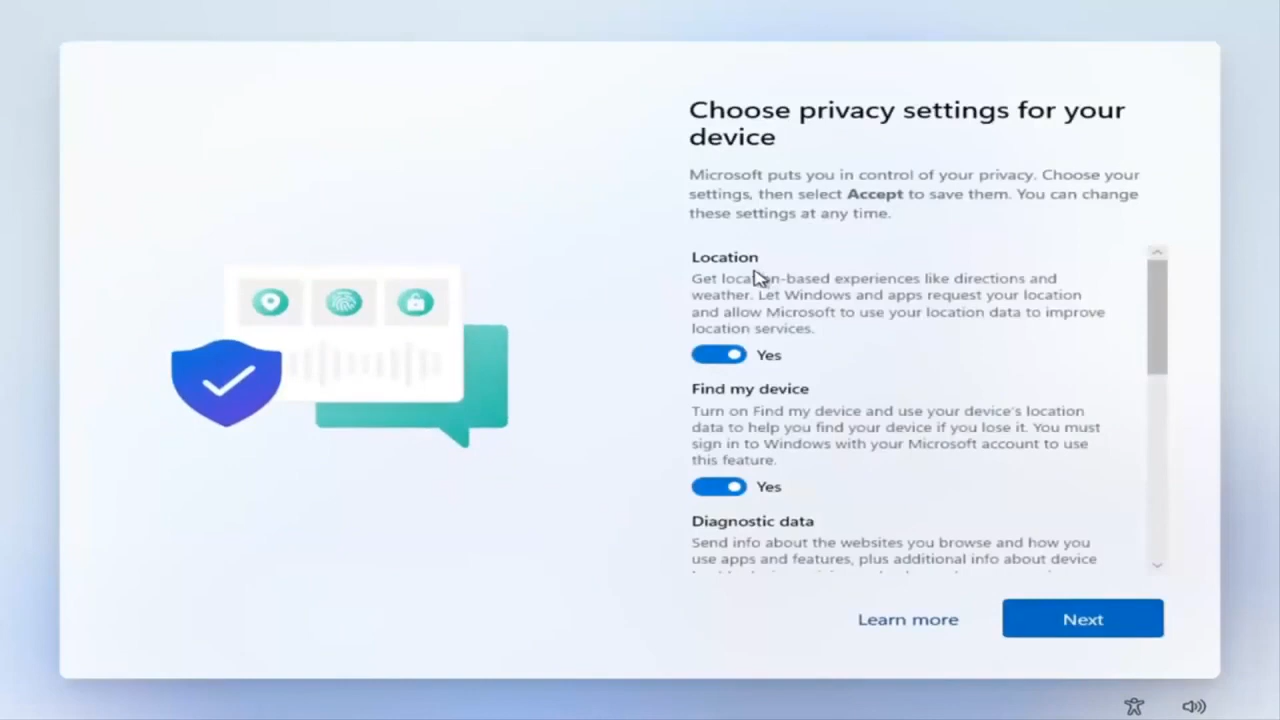 Choose privacy settings for your
device
Microsoft puts you in control of your privacy. Choose your
settings, then select Accept to save them. You can change
these settings at any time.
Location
Get location-based experiences like directions and
weather. Let Windows and apps request your location
and allow Microsoft to use your location data to improve
location services.
Yes
Find my device
Turn on Find my device and use your device's location
data to help you find your device if you lose it. You must
sign in to Windows with your Microsoft account to use
this feature.
Yes
Diagnostic data
Send info about the websites you browse and how you
use apps and features, plus additional info about device
Learn more
Next